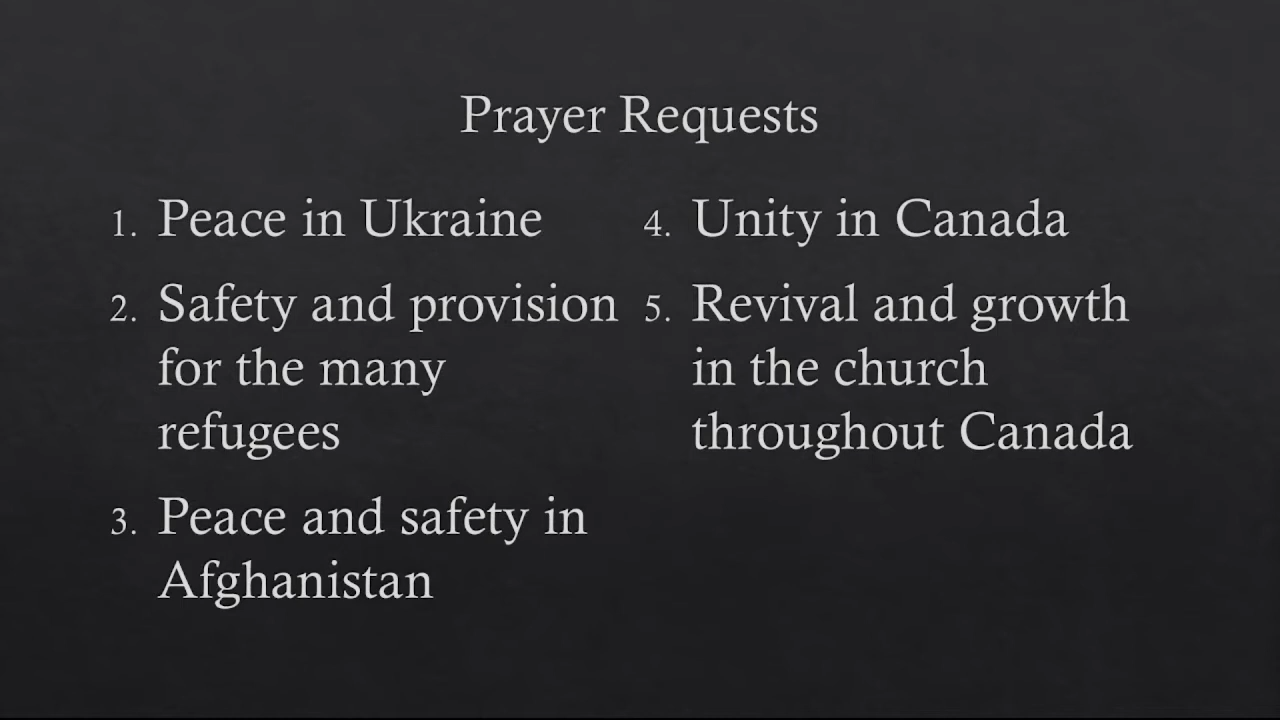 Prayer Requests
1. Peace in Ukraine
2. Safety and provision
for the many
refugees
3. Peace and safety in
Afghanistan
4. Unity in Canada
5. Revival and growth
in the church
throughout Canada